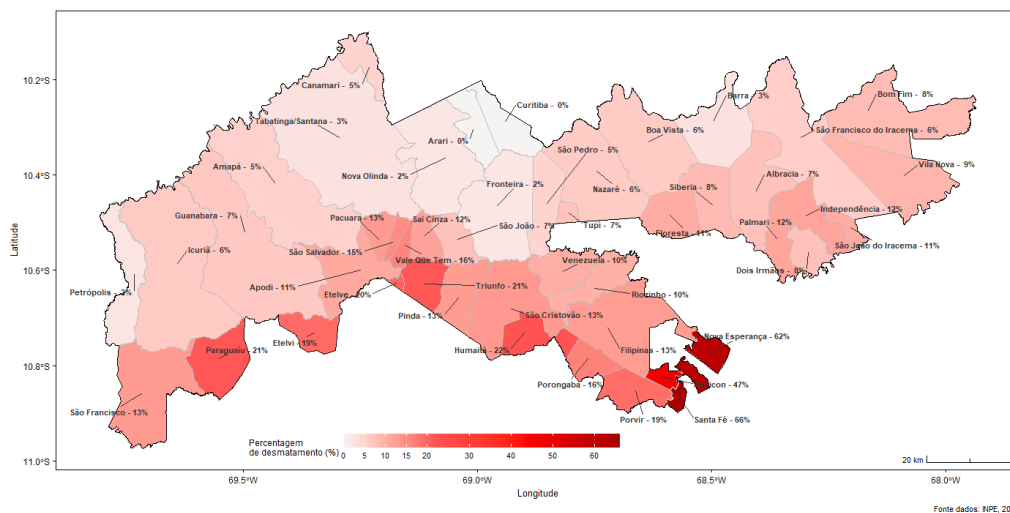 10.2°S
10.4°S
10.6°S
10.8°S
11.0°S
Latitude
Canamari - 5%
Curitiba - 0%
Barra - 3%
Bom Fim - 8%
Tabatinga/Santana - 3%
Arari - 0%
Boa Vista - 6%
São Francisco do Iracema - 6%
São Pedro - 5%
Amapá - 5%
Nova Olinda - 2%
Fronteira - 2%
Nazaré - 6%
Siberia - 8%
Albracia - 7%
Vila Nova - 9%
Guanabara - 7%
Pacuara - 13%
Sai Cinza - 12%
São João - 7%
Tupi - 7%
Floresta - 11%
Palmari - 12%
Independência - 12%
São João do Iracema - 11%
Icuriã - 6%
São Salvador - 15%
Vale Que Tem - 16%
Venezuela - 10%
Dois Irmãos - 8%
Petrópolis - 2%
Apodi - 11%
Etelve - 20%
Triunfo - 21%
Riozinho - 10%
Pinda - 13%
São Cristovão - 13%
Etelvi - 19%
Paraguaiu - 21%
Humaitá - 22%
Filipinas - 13%
Nova Esperança - 62%
Porongaba - 16%
- 47%
São Francisco - 13%
Porvir - 19%
Santa Fé - 66%
Percentagem
de desmatamento (%)
0 5 10 15 20 30 40 50 60
20 km
69.5°W
69.0°W
68.5°W
68.0°W
Longitude
Fonte dados: INPE, 20